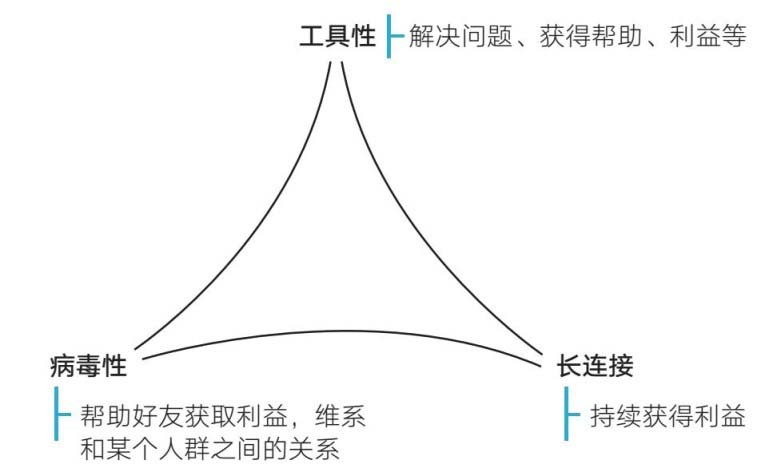 工具性 解决问题、获得帮助、利益等
病毒性
帮助好友获取利益，维系
和某个人群之间的关系
长连接
持续获得利益